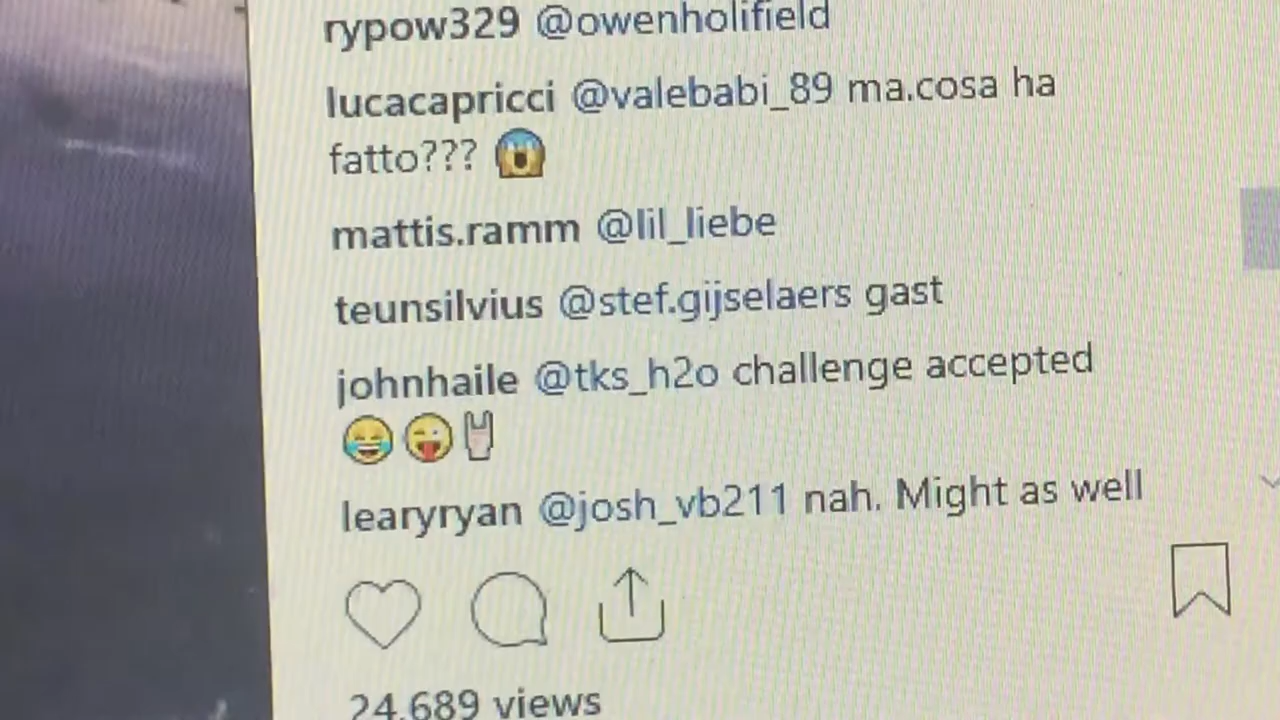 rypow329 @owenholifield
lucacapricci @valebabi_89 ma.cosa ha
fatto??? 😱
mattis.ramm @lil_liebe
teunsilvius @stef.gijselaers gast
johnhaile @tks_h2o challenge accepted
😂😜🤘
learyryan @josh_vb211 nah. Might as well
24,689 views